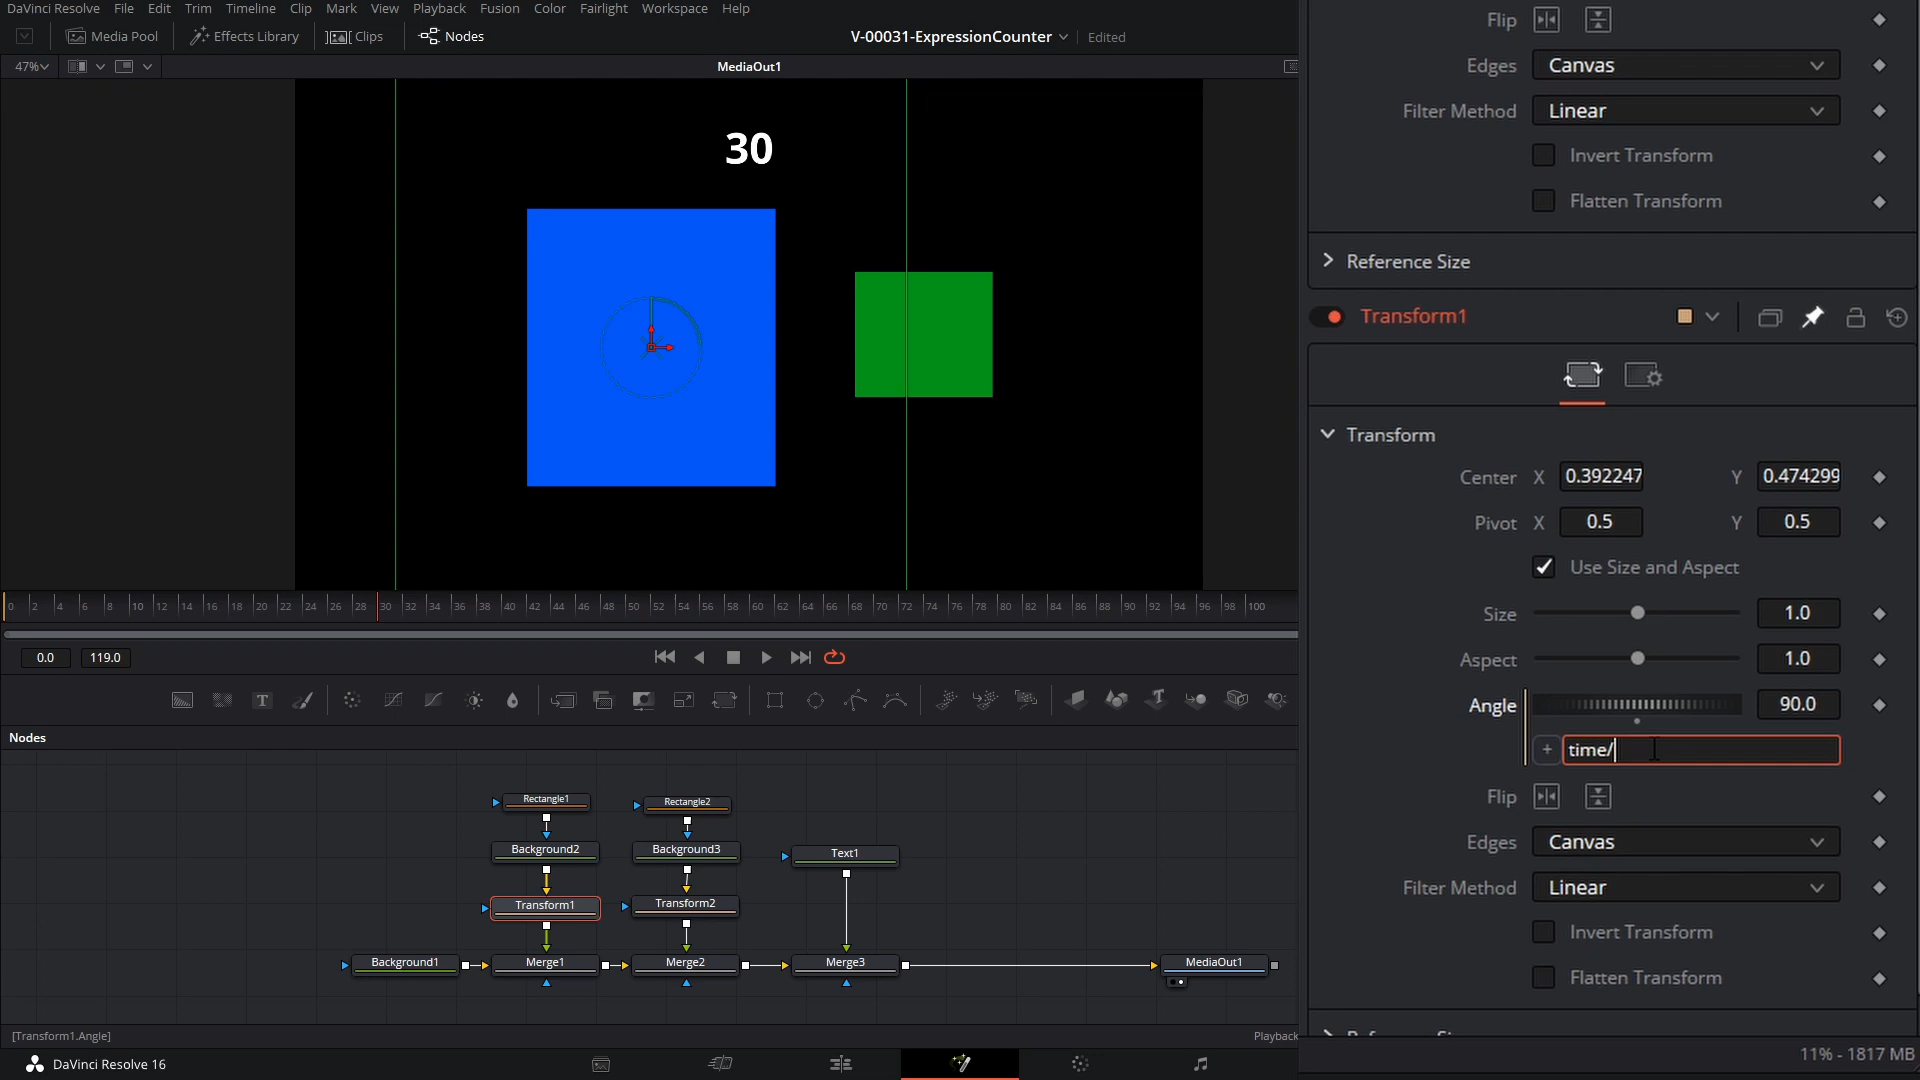 DaVinci Resolve File Edit Trim Timeline Clip Mark View Playback Fusion Color Fairlight Workspace Help
Media Pool Effects Library Clips Nodes V-00031-ExpressionCounter Edited
47% MediaOut1
30
0 2 4 6 8 10 12 14 16 18 20 22 24 26 28 30 32 34 36 38 40 42 44 46 48 50 52 54 56 58 60 62 64 66 68 70 72 74 76 78 80 82 84 86 88 90 92 94 96 98 100
0.0 119.0
Nodes
Rectangle1 Rectangle2
Background2 Background3 Text1
Transform1 Transform2
Background1 Merge1 Merge2 Merge3 MediaOut1
[Transform1.Angle] Playback
DaVinci Resolve 16
Flip
Edges Canvas
Filter Method Linear
Invert Transform
Flatten Transform
Reference Size
Transform1
Transform
Center X 0.392247 Y 0.474299
Pivot X 0.5 Y 0.5
Use Size and Aspect
Size 1.0
Aspect 1.0
Angle 90.0
+ time/
Flip
Edges Canvas
Filter Method Linear
Invert Transform
Flatten Transform
11% - 1817 MB